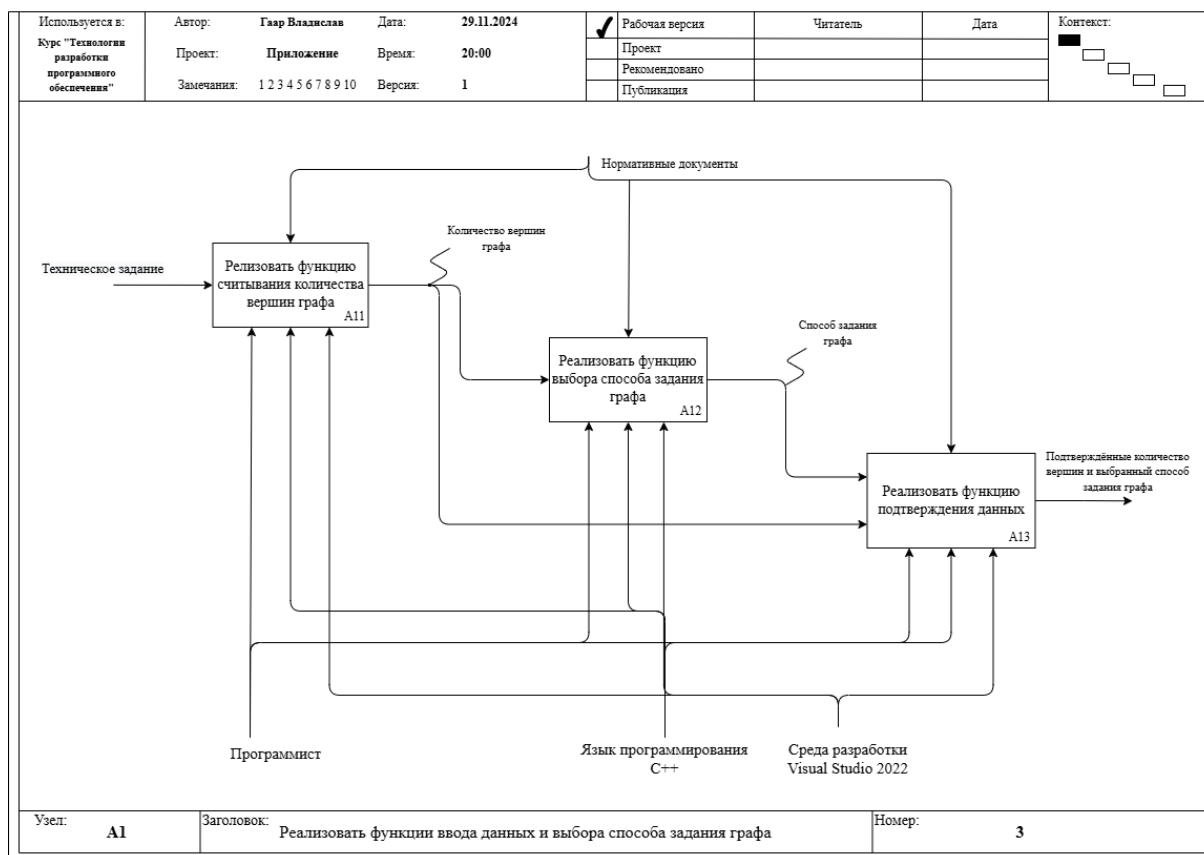 Используется в:
Курс "Технологии
разработки
программного
обеспечения"
Автор:
Гаар Владислав
Дата:
29.11.2024
Проект:
Приложение
Время:
20:00
Замечания:
1 2 3 4 5 6 7 8 9 10
Версия:
1
Рабочая версия
Читатель
Дата
Проект
Рекомендовано
Публикация
Контекст:
Нормативные документы
Количество вершин
графа
Техническое задание
Релизовать функцию
считывания количества
вершин графа
A11
Способ задания
графа
Реализовать функцию
выбора способа задания
графа
A12
Подтверждённые количество
вершин и выбранный способ
задания графа
Реализовать функцию
подтверждения данных
A13
Программист
Язык программирования
C++
Среда разработки
Visual Studio 2022
Узел:
A1
Заголовок:
Реализовать функции ввода данных и выбора способа задания графа
Номер:
3